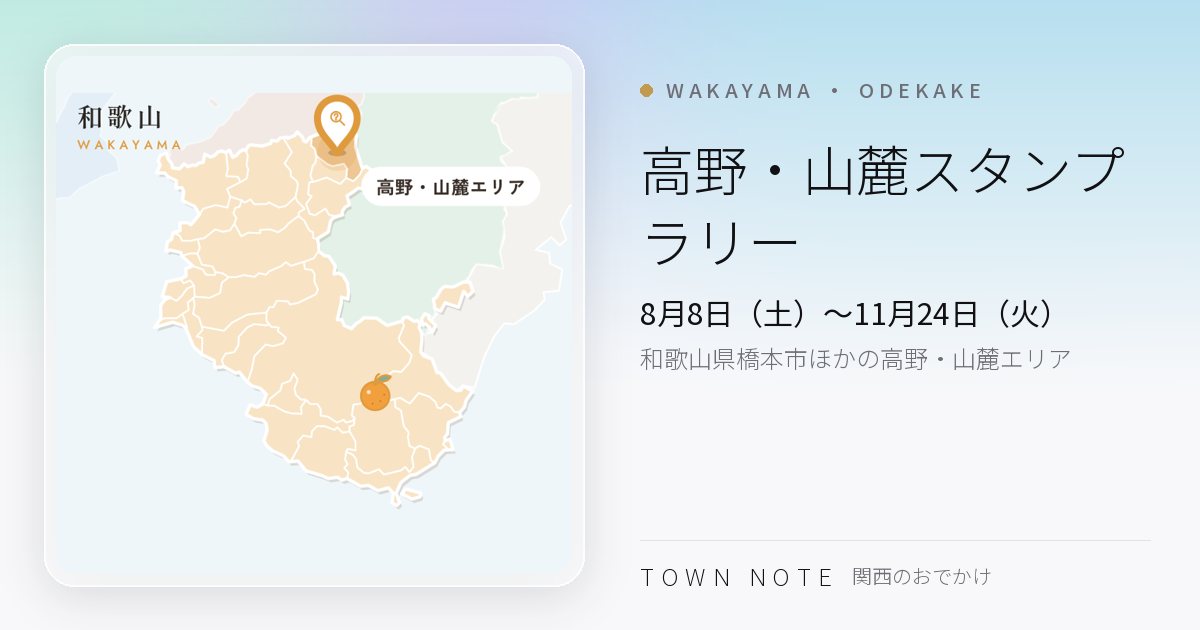 和歌山
WAKAYAMA
高野・山麓エリア
WAKAYAMA • ODEKAKE
高野・山麓スタンプ
ラリー
8月8日（土）〜11月24日（火）
和歌山県橋本市ほかの高野・山麓エリア
TOWN NOTE 関西のおでかけ